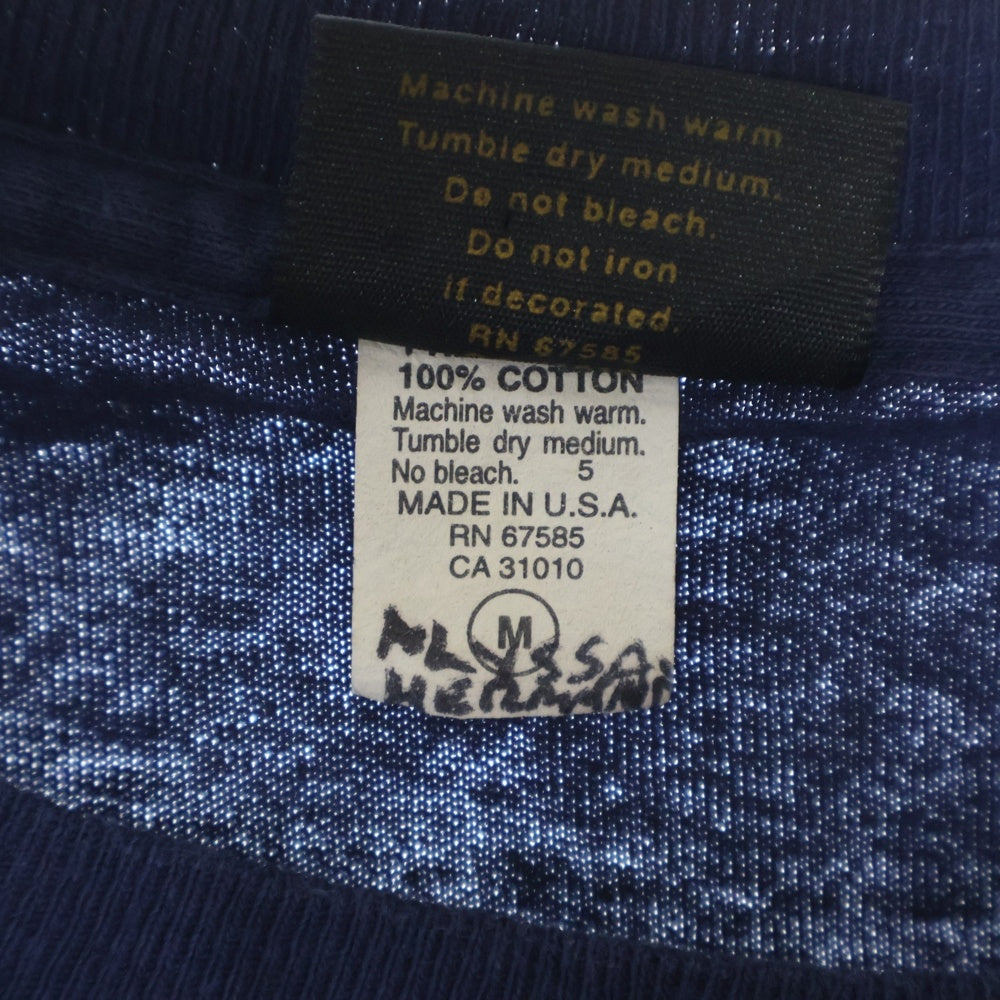 Machine wash warm
Tumble dry medium.
Do not bleach.
Do not iron
if decorated.
RN 67585
100% COTTON
Machine wash warm.
Tumble dry medium.
No bleach. 5
MADE IN U.S.A.
RN 67585
CA 31010
M